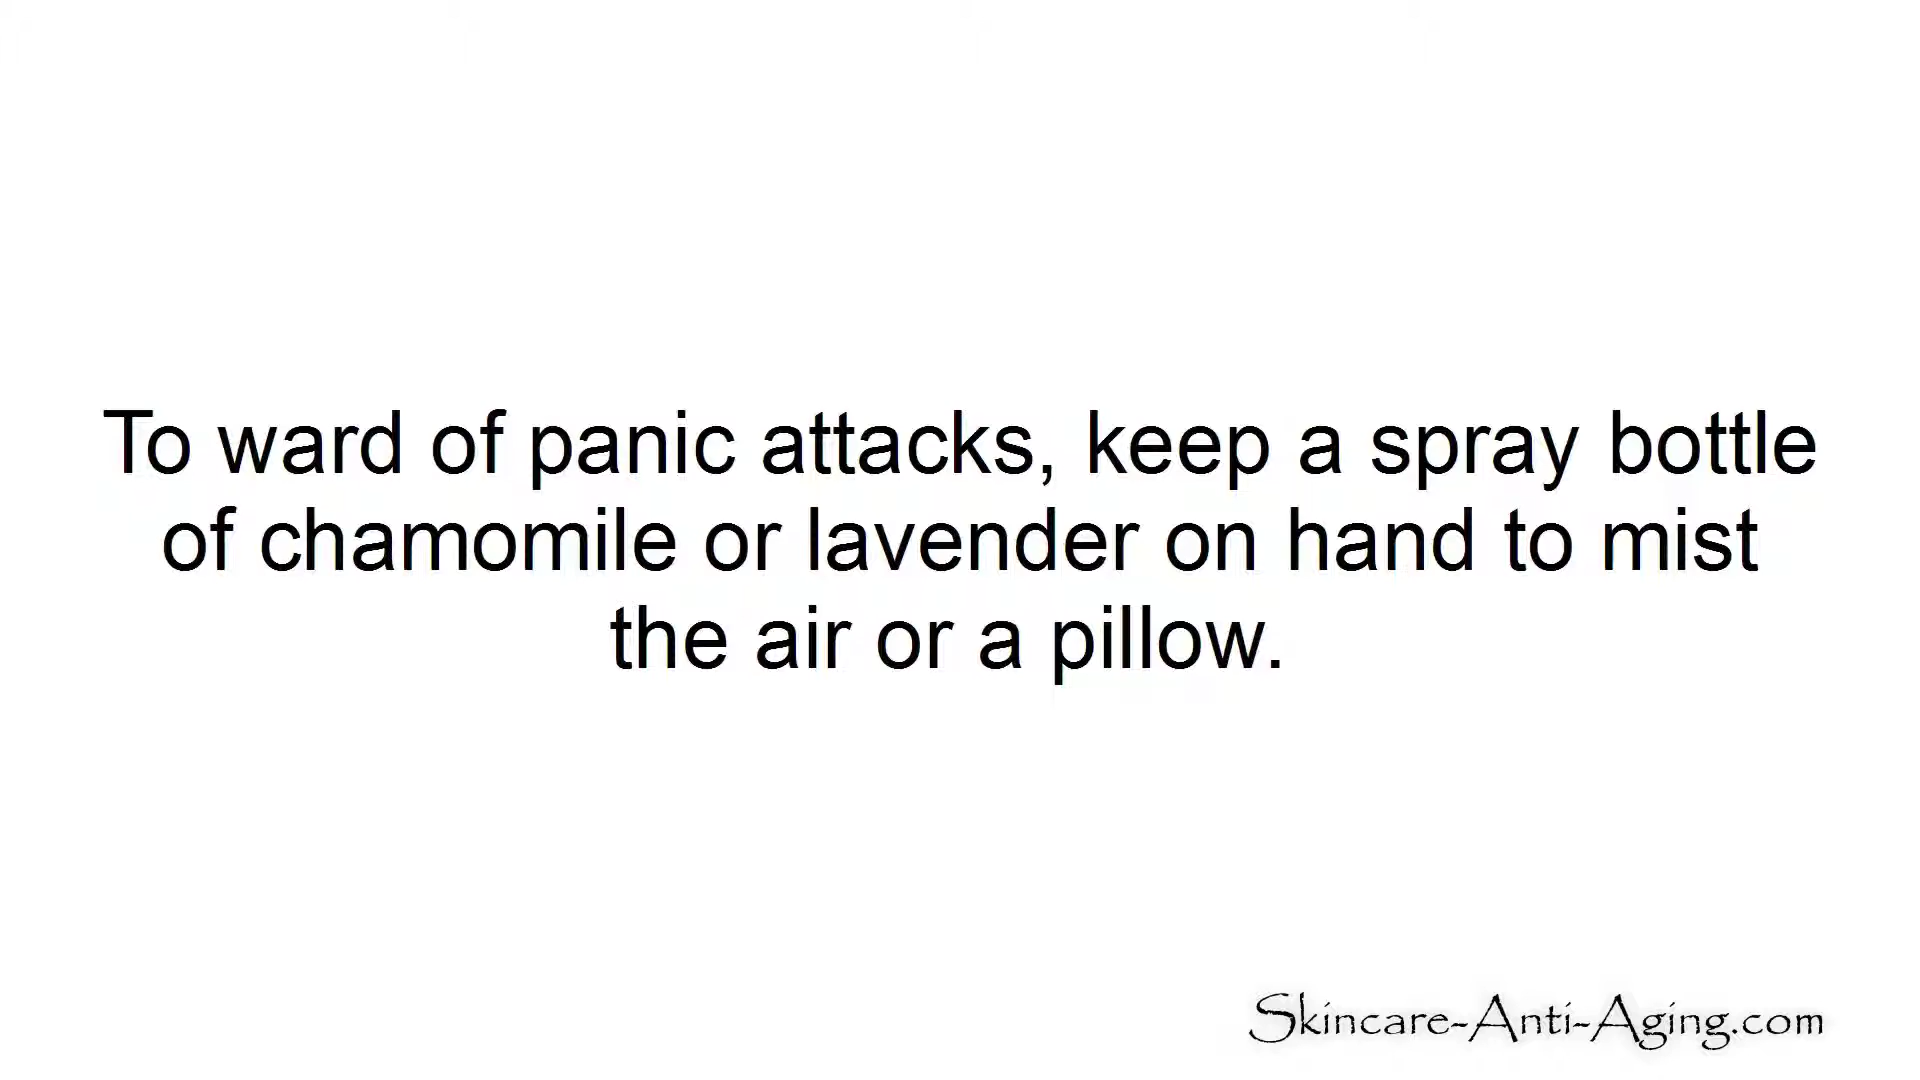 To ward of panic attacks, keep a spray bottle
of chamomile or lavender on hand to mist
the air or a pillow.
Skincare-Anti-Aging.com